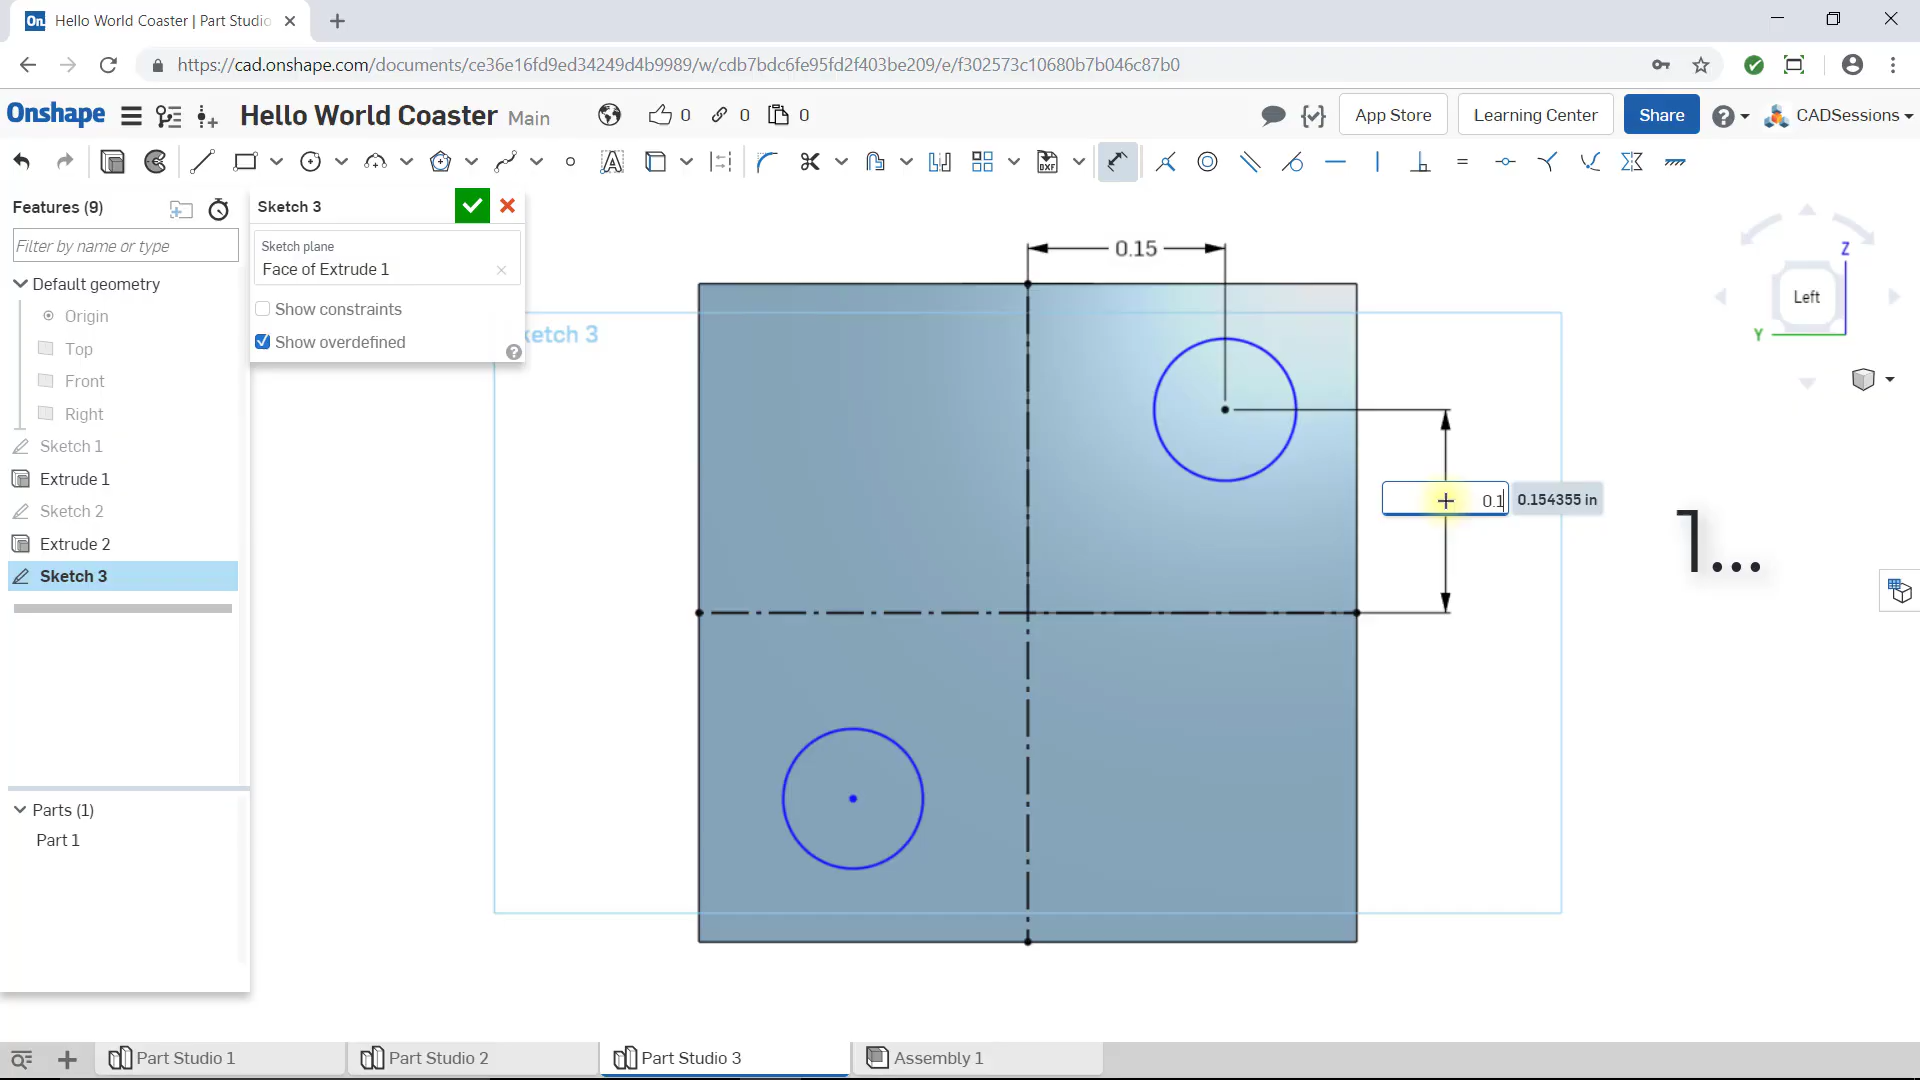 Hello World Coaster | Part Studio
https://cad.onshape.com/documents/ce36e16fd9ed34249d4b9989/w/cdb7bdc6fe95fd2f403be209/e/f302573c10680b7b046c87b0
Onshape
Hello World Coaster Main
0
0
0
App Store
Learning Center
Share
CADSessions
DXF
Features (9)
Filter by name or type
Default geometry
Origin
Top
Front
Right
Sketch 1
Extrude 1
Sketch 2
Extrude 2
Sketch 3
Sketch 3
Sketch plane
Face of Extrude 1
Show constraints
Show overdefined
ketch 3
0.15
0.1
0.154355 in
1...
Z
Left
Y
Parts (1)
Part 1
Part Studio 1
Part Studio 2
Part Studio 3
Assembly 1